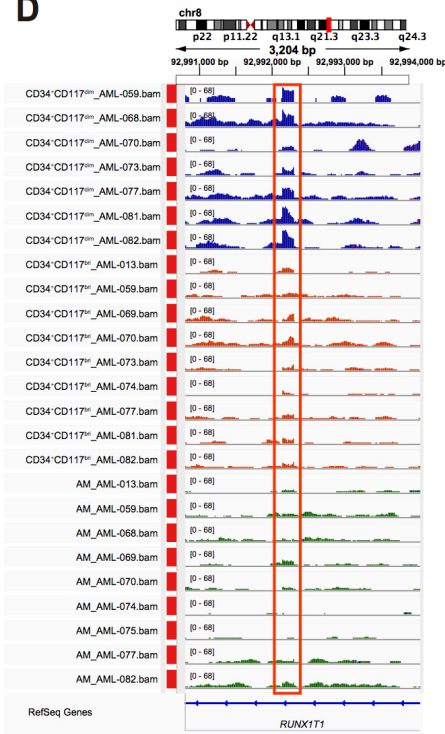 D
chr8
p22 p11.22 q13.1 q21.3 q23.3 q24.3
3,204 bp
92,991,000 bp 92,992,000 bp 92,993,000 bp 92,994,000 bp
CD34⁺CD117ᵈⁱᵐ_AML-059.bam [0 - 68]
CD34⁺CD117ᵈⁱᵐ_AML-068.bam [0 - 68]
CD34⁺CD117ᵈⁱᵐ_AML-070.bam [0 - 68]
CD34⁺CD117ᵈⁱᵐ_AML-073.bam [0 - 68]
CD34⁺CD117ᵈⁱᵐ_AML-077.bam [0 - 68]
CD34⁺CD117ᵈⁱᵐ_AML-081.bam [0 - 68]
CD34⁺CD117ᵈⁱᵐ_AML-082.bam [0 - 68]
CD34⁺CD117ᵇʳⁱ_AML-013.bam [0 - 68]
CD34⁺CD117ᵇʳⁱ_AML-059.bam [0 - 68]
CD34⁺CD117ᵇʳⁱ_AML-069.bam [0 - 68]
CD34⁺CD117ᵇʳⁱ_AML-070.bam [0 - 68]
CD34⁺CD117ᵇʳⁱ_AML-073.bam [0 - 68]
CD34⁺CD117ᵇʳⁱ_AML-074.bam [0 - 68]
CD34⁺CD117ᵇʳⁱ_AML-077.bam [0 - 68]
CD34⁺CD117ᵇʳⁱ_AML-081.bam [0 - 68]
CD34⁺CD117ᵇʳⁱ_AML-082.bam [0 - 68]
AM_AML-013.bam [0 - 68]
AM_AML-059.bam [0 - 68]
AM_AML-068.bam [0 - 68]
AM_AML-069.bam [0 - 68]
AM_AML-070.bam [0 - 68]
AM_AML-074.bam [0 - 68]
AM_AML-075.bam [0 - 68]
AM_AML-077.bam [0 - 68]
AM_AML-082.bam [0 - 68]
RefSeq Genes
RUNX1T1